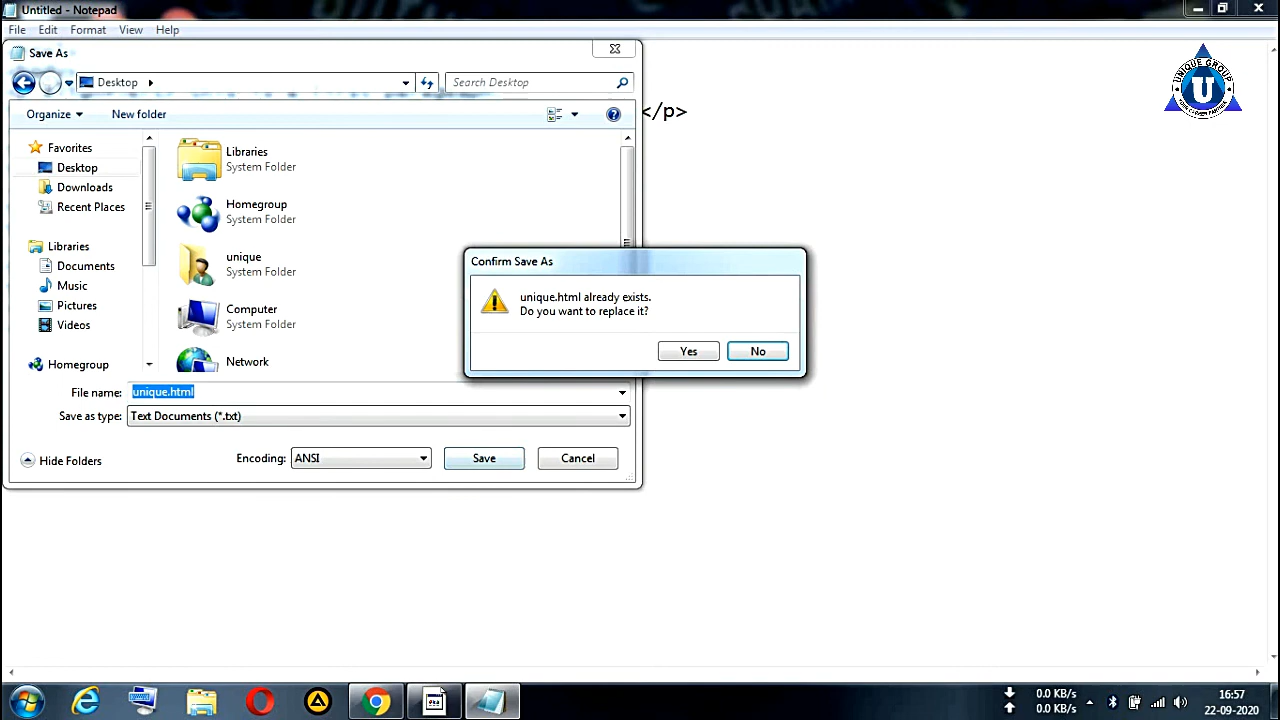 Untitled - Notepad
File Edit Format View Help
Save As
Desktop
Search Desktop
Organize New folder
</p>
UNIQUE GROUP
U
Favorites
Desktop
Downloads
Recent Places
Libraries
Documents
Music
Pictures
Videos
Homegroup
Libraries
System Folder
Homegroup
System Folder
unique
System Folder
Computer
System Folder
Network
Confirm Save As
unique.html already exists.
Do you want to replace it?
Yes No
File name: unique.html
Save as type: Text Documents (*.txt)
Hide Folders
Encoding: ANSI Save Cancel
0.0 KB/s
0.0 KB/s
16:57
22-09-2020